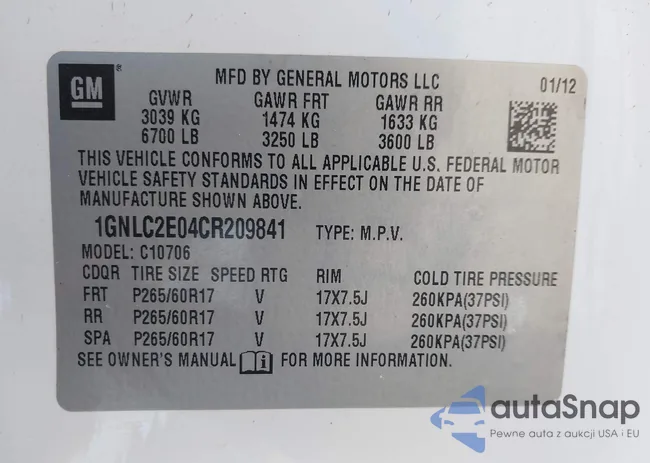 GM ®
MFD BY GENERAL MOTORS LLC 01/12
GVWR GAWR FRT GAWR RR
3039 KG 1474 KG 1633 KG
6700 LB 3250 LB 3600 LB
THIS VEHICLE CONFORMS TO ALL APPLICABLE U.S. FEDERAL MOTOR
VEHICLE SAFETY STANDARDS IN EFFECT ON THE DATE OF
MANUFACTURE SHOWN ABOVE.
1GNLC2E04CR209841 TYPE: M.P.V.
MODEL: C10706
CDQR TIRE SIZE SPEED RTG RIM COLD TIRE PRESSURE
FRT P265/60R17 V 17X7.5J 260KPA(37PSI)
RR P265/60R17 V 17X7.5J 260KPA(37PSI)
SPA P265/60R17 V 17X7.5J 260KPA(37PSI)
SEE OWNER'S MANUAL FOR MORE INFORMATION.
autaSnap
Pewne auta z aukcji USA i EU